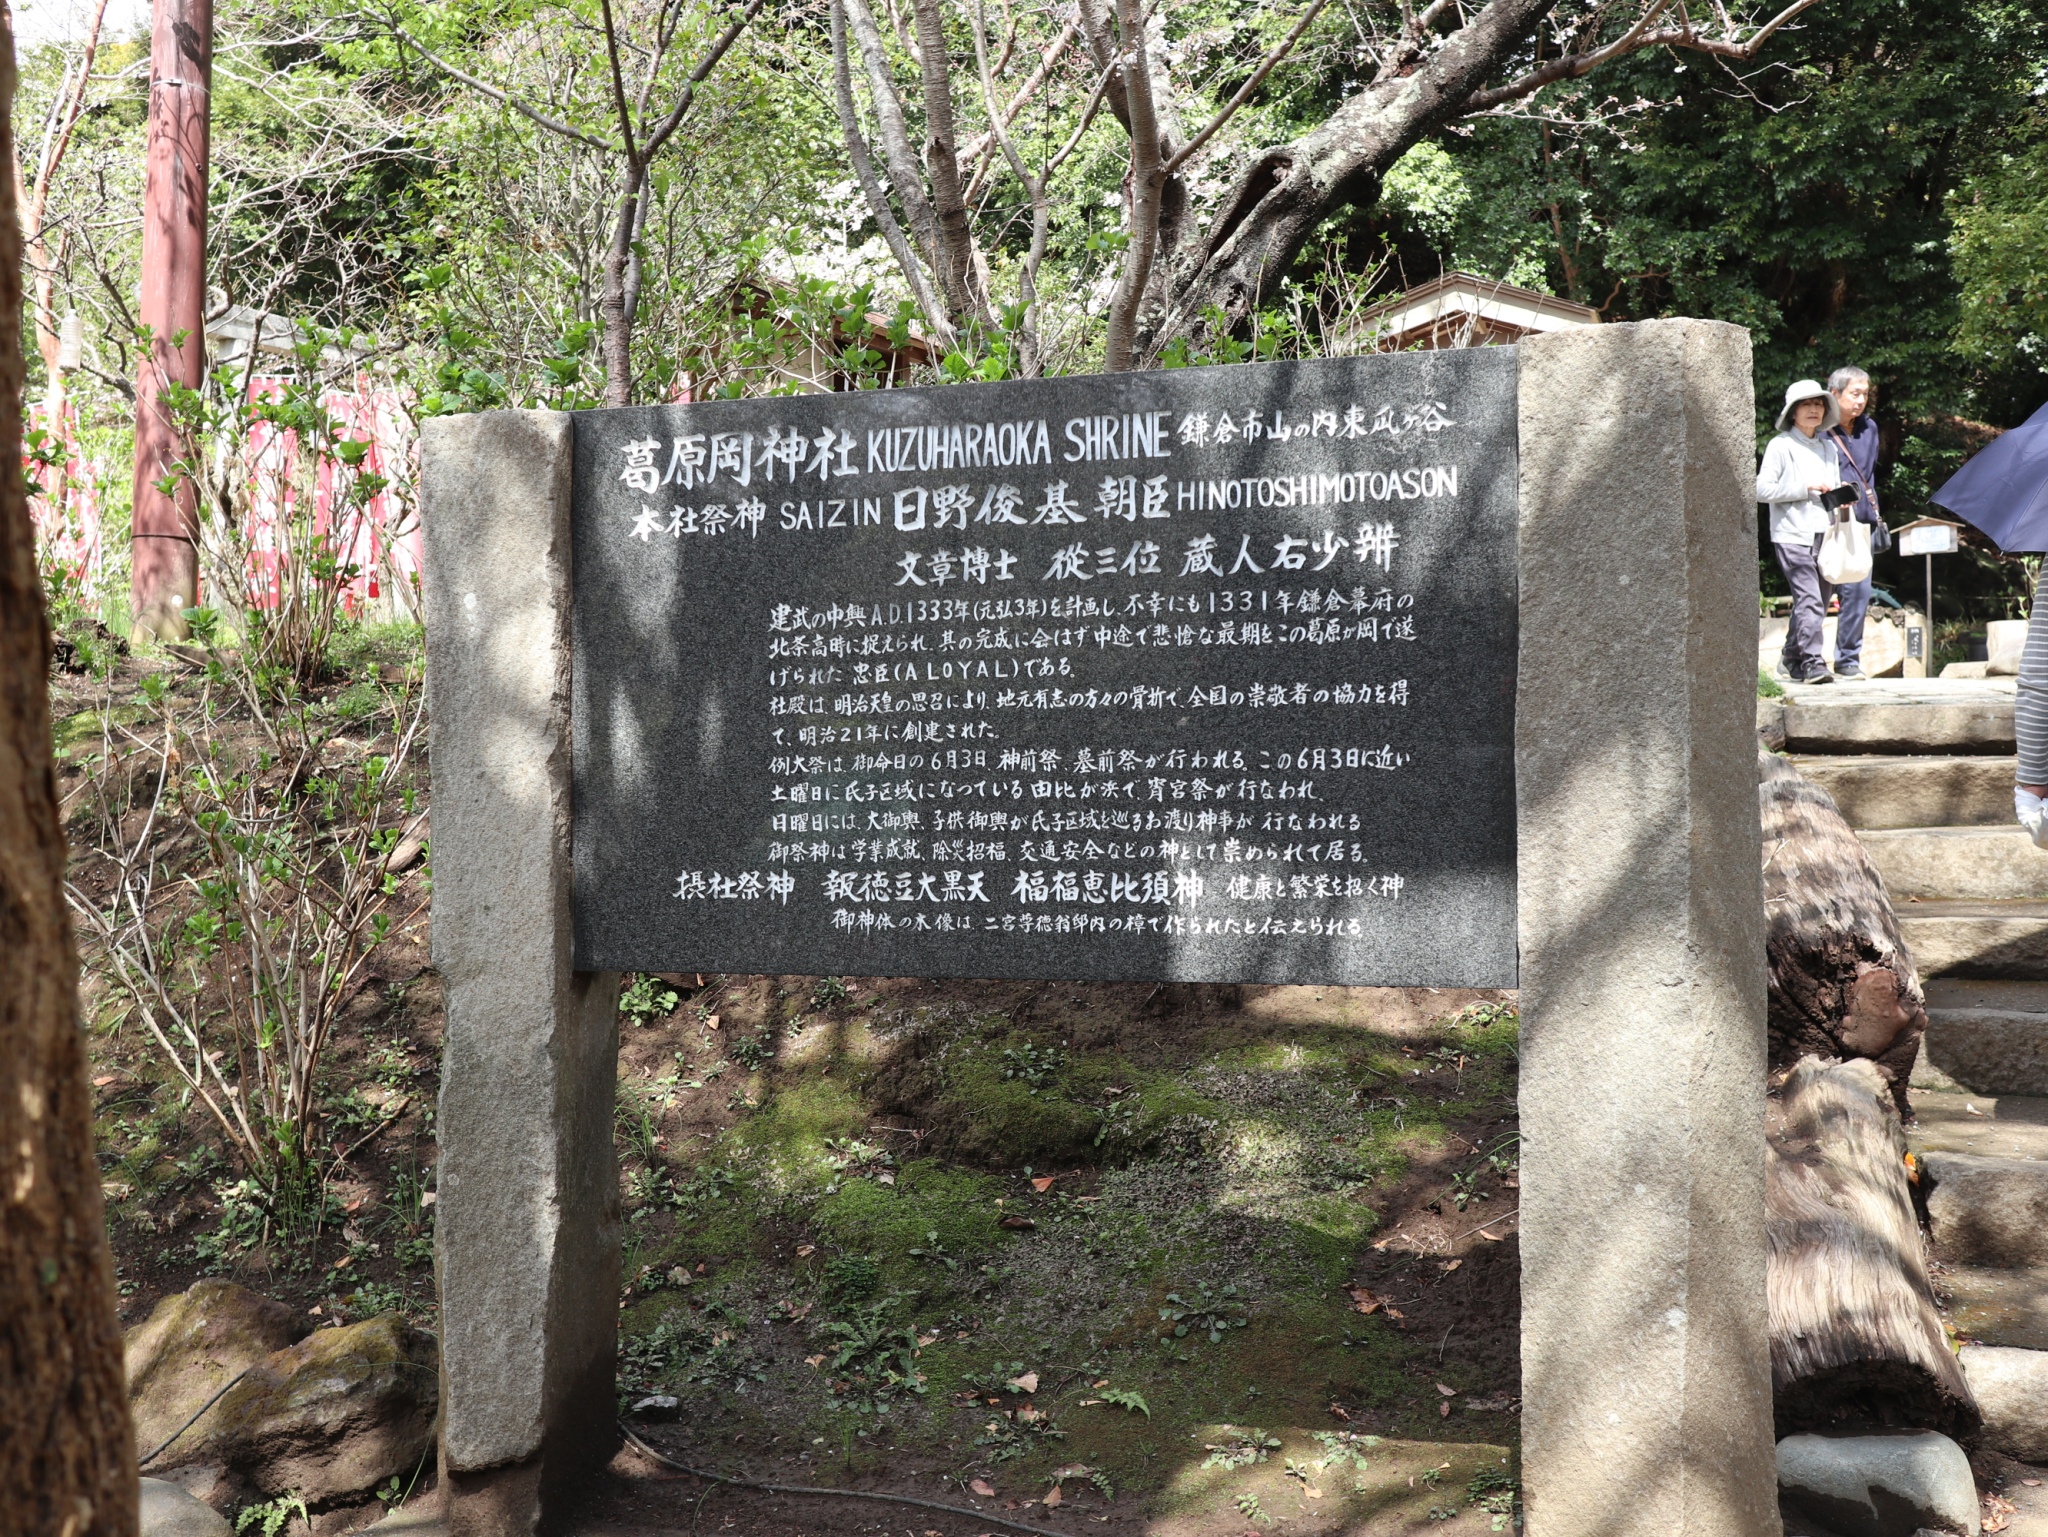 葛原岡神社 KUZUHARAOKA SHRINE 鎌倉市山の内東瓜ヶ谷
本社祭神 SAIZIN 日野俊基朝臣 HINOTOSHIMOTOASON
文章博士 従三位 蔵人右少辨
建武の中興A.D.1333年(元弘3年)を計画し、不幸にも1331年鎌倉幕府の
北条高時に捉えられ、其の完成に会はず中途で悲愴な最期をこの葛原が岡で遂
げられた 忠臣(A LOYAL)である。
社殿は、明治天皇の思召により、地元有志の方々の骨折で、全国の崇敬者の協力を得
て、明治21年に創建された。
例大祭は、御命日の6月3日、神前祭、墓前祭が行われる。この6月3日に近い
土曜日に氏子区域になっている由比が浜で、宵宮祭が行なわれ、
日曜日には、大御輿、子供御輿が氏子区域を巡るお渡り神事が行なわれる
御祭神は学業成就、除災招福、交通安全などの神として崇められて居る。
摂社祭神 報徳豆大黒天 福福恵比須神 健康と繁栄を招く神
御神体の木像は、二宮尊徳翁邸内の樟で作られたと伝えられる。